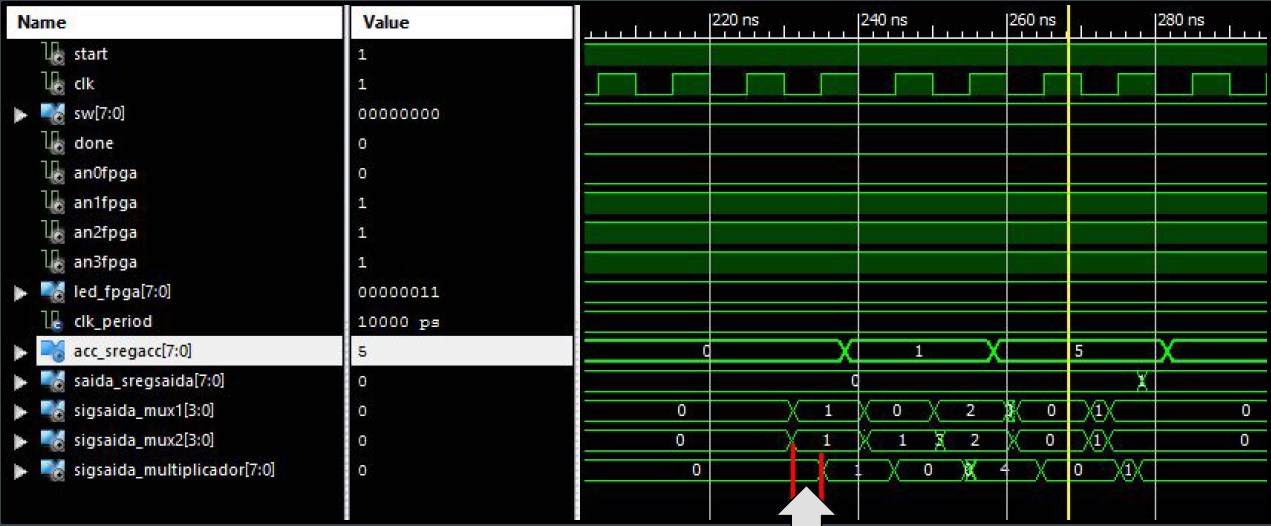 Name Value 220 ns 240 ns 260 ns 280 ns
start 1
clk 1
sw[7:0] 00000000
done 0
an0fpga 0
an1fpga 1
an2fpga 1
an3fpga 1
led_fpga[7:0] 00000011
clk_period 10000 ps
acc_sregacc[7:0] 5 0 1 5
saida_sregsaida[7:0] 0 0
sigsaida_mux1[3:0] 0 0 1 0 2 0 1 0
sigsaida_mux2[3:0] 0 0 1 1 2 0 1 0
sigsaida_multiplicador[7:0] 0 0 1 0 4 0 1 0